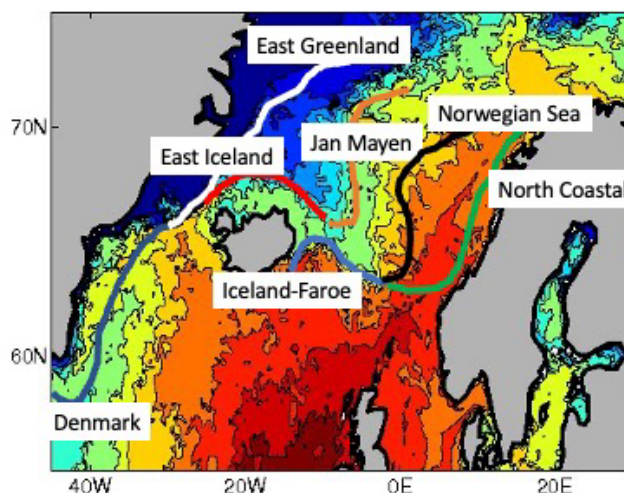 East Greenland
70N
Norwegian Sea
Jan Mayen
East Iceland
North Coastal
Iceland-Faroe
60N
Denmark
40W
20W
0E
20E